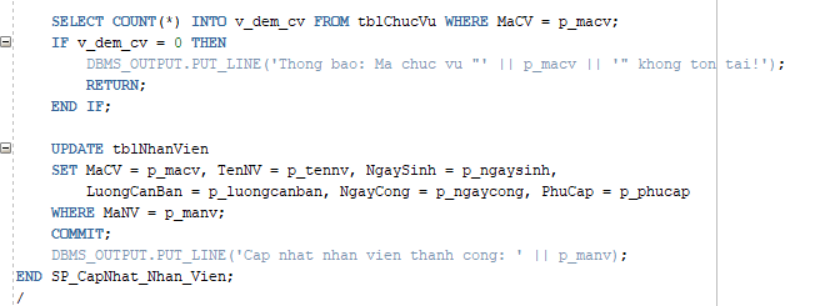 SELECT COUNT(*) INTO v_dem_cv FROM tblChucVu WHERE MaCV = p_macv;
IF v_dem_cv = 0 THEN
DBMS_OUTPUT.PUT_LINE('Thong bao: Ma chuc vu "' || p_macv || '" khong ton tai!');
RETURN;
END IF;
UPDATE tblNhanVien
SET MaCV = p_macv, TenNV = p_tennv, NgaySinh = p_ngaysinh,
LuongCanBan = p_luongcanban, NgayCong = p_ngaycong, PhuCap = p_phucap
WHERE MaNV = p_manv;
COMMIT;
DBMS_OUTPUT.PUT_LINE('Cap nhat nhan vien thanh cong: ' || p_manv);
END SP_CapNhat_Nhan_Vien;
/